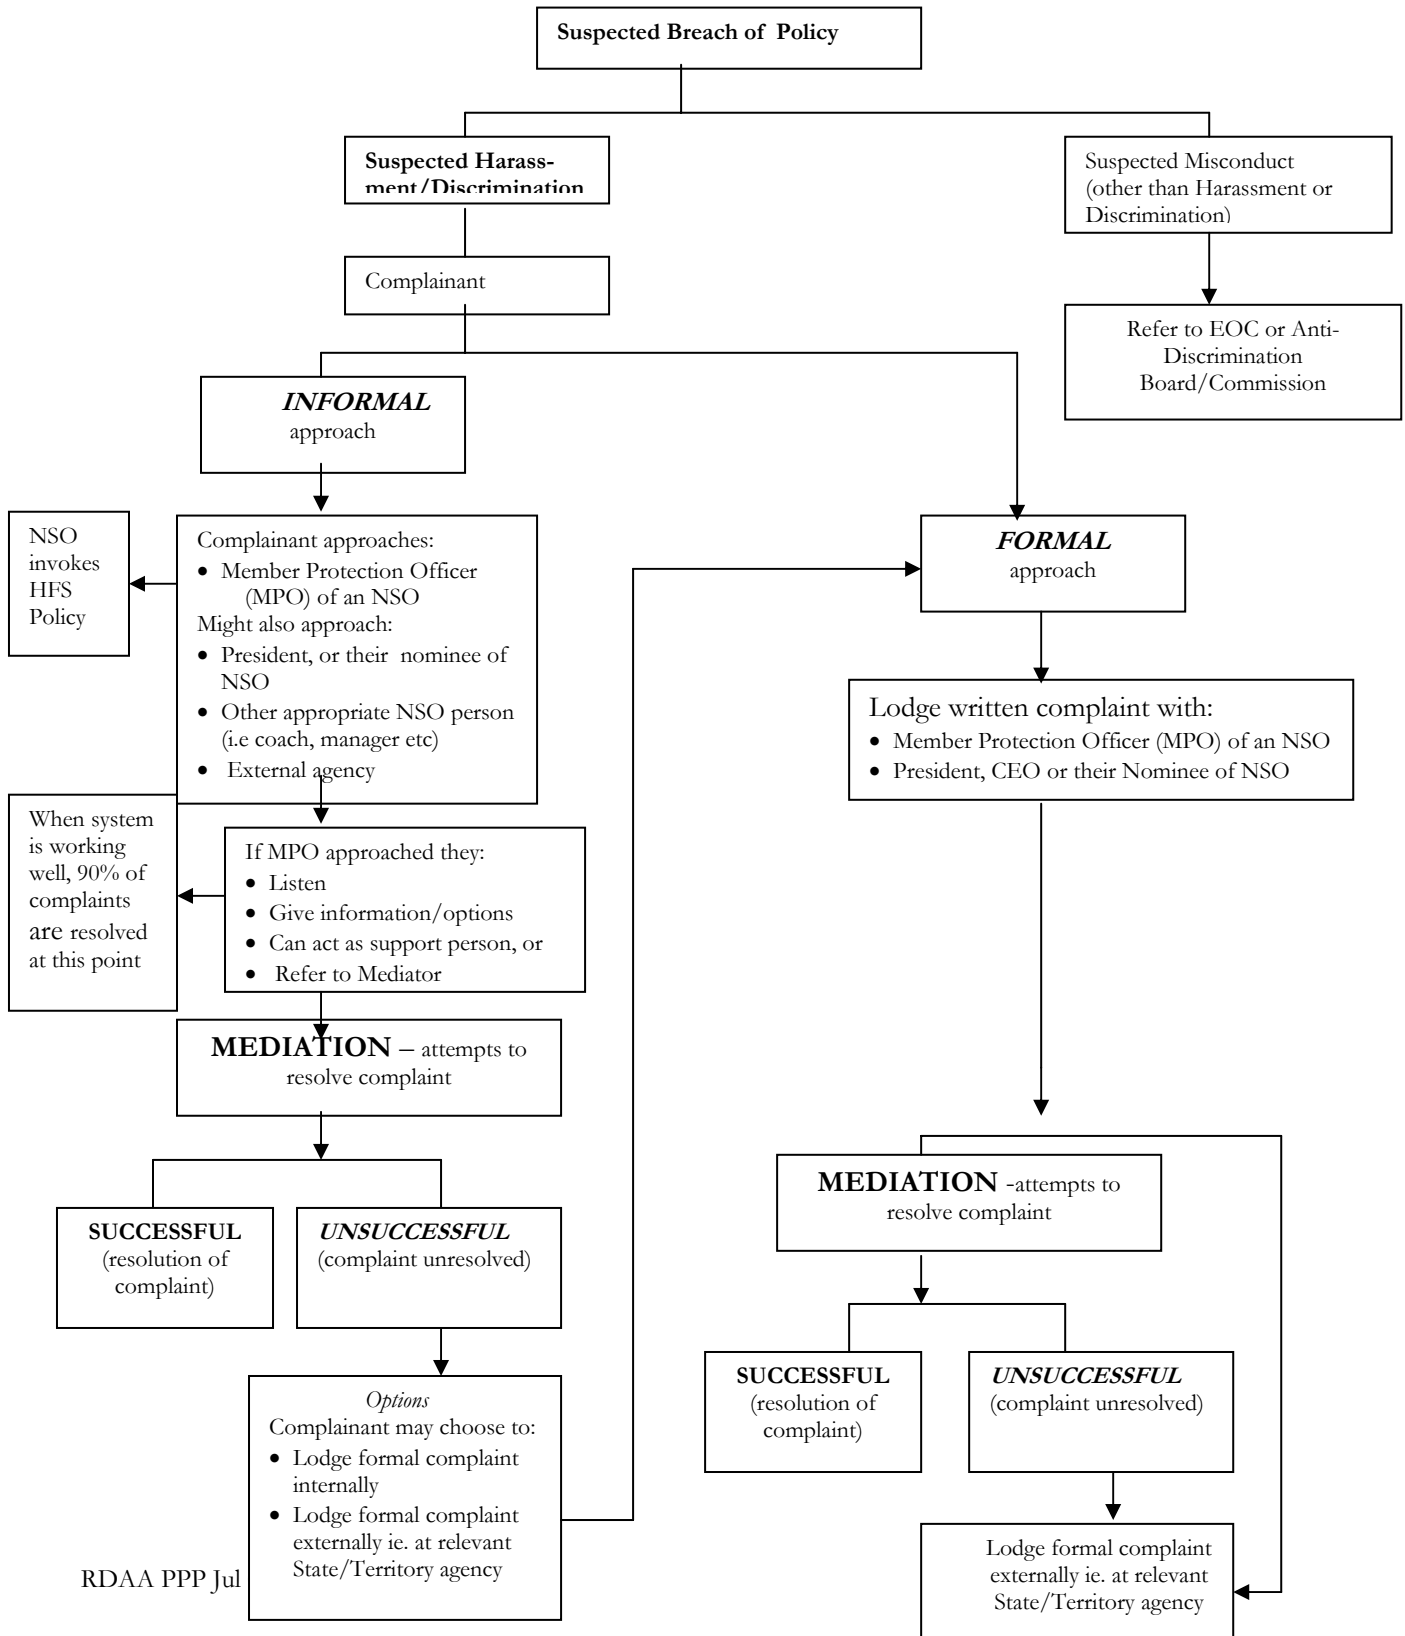 Suspected Breach of  Policy
Suspected Harass-
ment/Discrimination
Suspected Misconduct
(other than Harassment or
Discrimination)
Complainant
Refer to EOC or Anti-
Discrimination
Board/Commission
INFORMAL
approach
NSO
invokes
HFS
Policy
Complainant approaches:
• Member Protection Officer
(MPO) of an NSO
Might also approach:
• President, or their  nominee of
NSO
• Other appropriate NSO person
(i.e coach, manager etc)
• External agency
FORMAL
approach
Lodge written complaint with:
• Member Protection Officer (MPO) of an NSO
• President, CEO or their Nominee of NSO
When system
is working
well, 90% of
complaints
are resolved
at this point
If MPO approached they:
• Listen
• Give information/options
• Can act as support person, or
• Refer to Mediator
MEDIATION – attempts to
resolve complaint
SUCCESSFUL
(resolution of
complaint)
UNSUCCESSFUL
(complaint unresolved)
Options
Complainant may choose to:
• Lodge formal complaint
internally
• Lodge formal complaint
externally ie. at relevant
State/Territory agency
MEDIATION -attempts to
resolve complaint
SUCCESSFUL
(resolution of
complaint)
UNSUCCESSFUL
(complaint unresolved)
Lodge formal complaint
externally ie. at relevant
State/Territory agency
RDAA PPP Jul